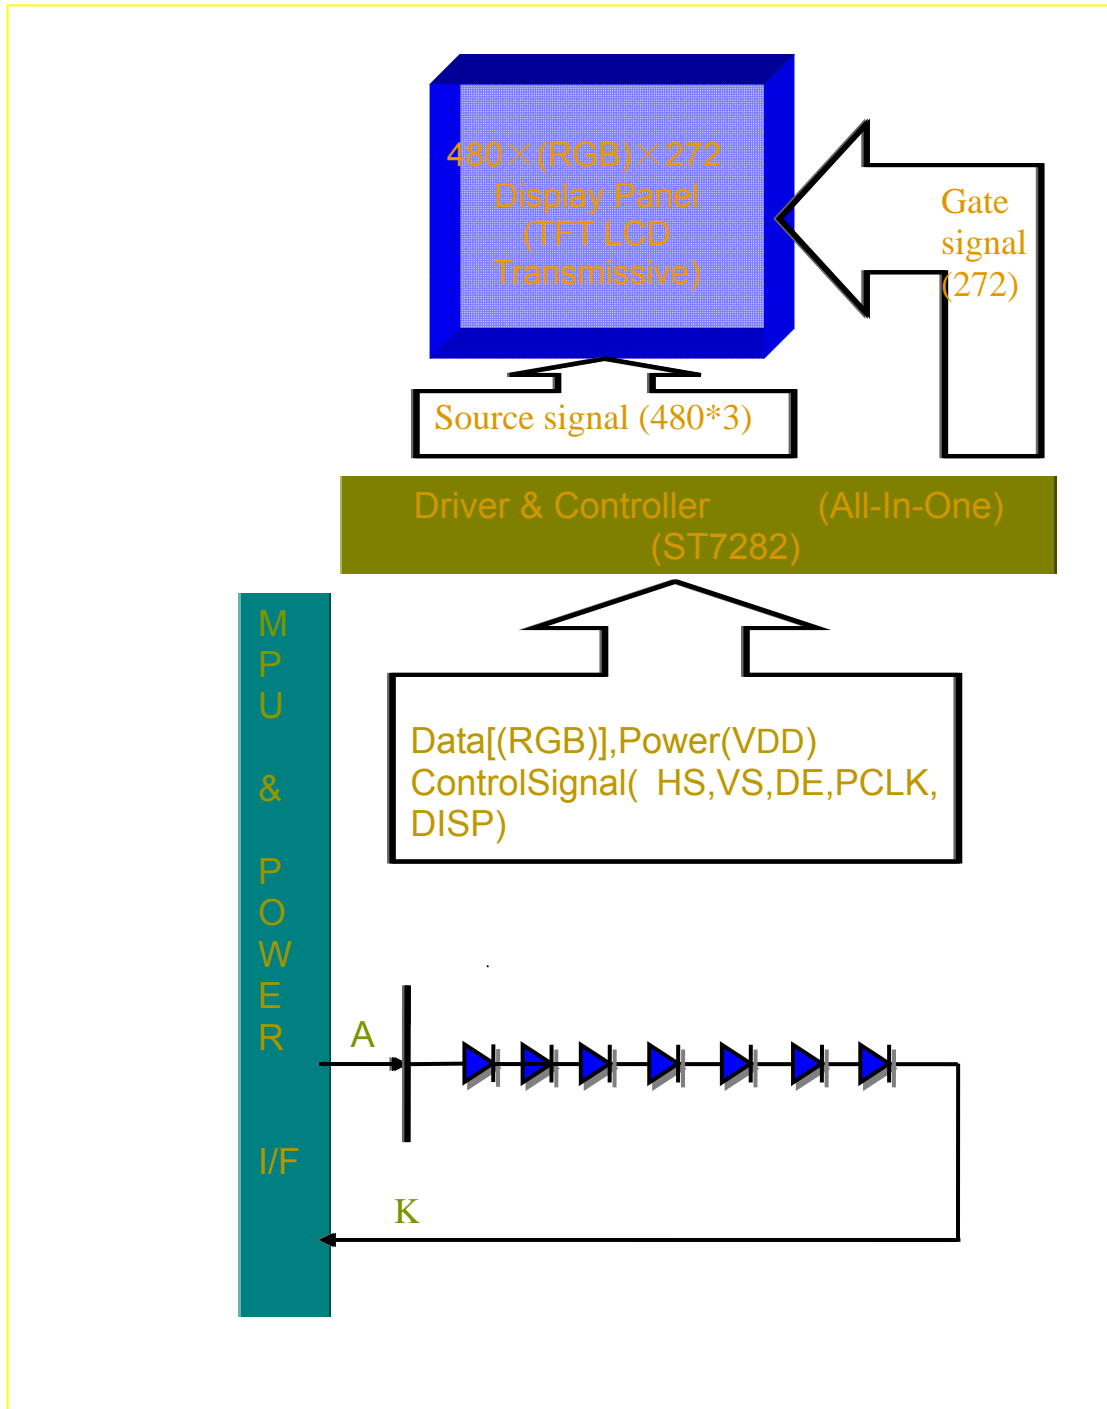 480×(RGB)×272
Display Panel
(TFT LCD
Transmissive)
Gate
signal
(272)
Source signal (480*3)
Driver & Controller (All-In-One)
(ST7282)
M
P
U
&
P
O
W
E
R
I/F
Data[(RGB)],Power(VDD)
ControlSignal( HS,VS,DE,PCLK,
DISP)
A
K